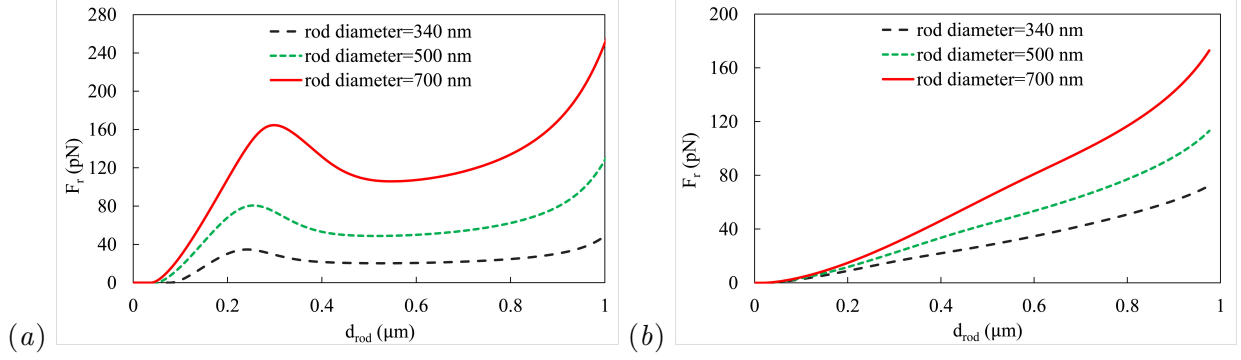 280
240
200
160
120
80
40
0
F_r (pN)
rod diameter=340 nm
rod diameter=500 nm
rod diameter=700 nm
0 0.2 0.4 0.6 0.8 1
d_rod (μm)
(a)
200
160
120
80
40
0
F_r (pN)
rod diameter=340 nm
rod diameter=500 nm
rod diameter=700 nm
0 0.2 0.4 0.6 0.8 1
d_rod (μm)
(b)